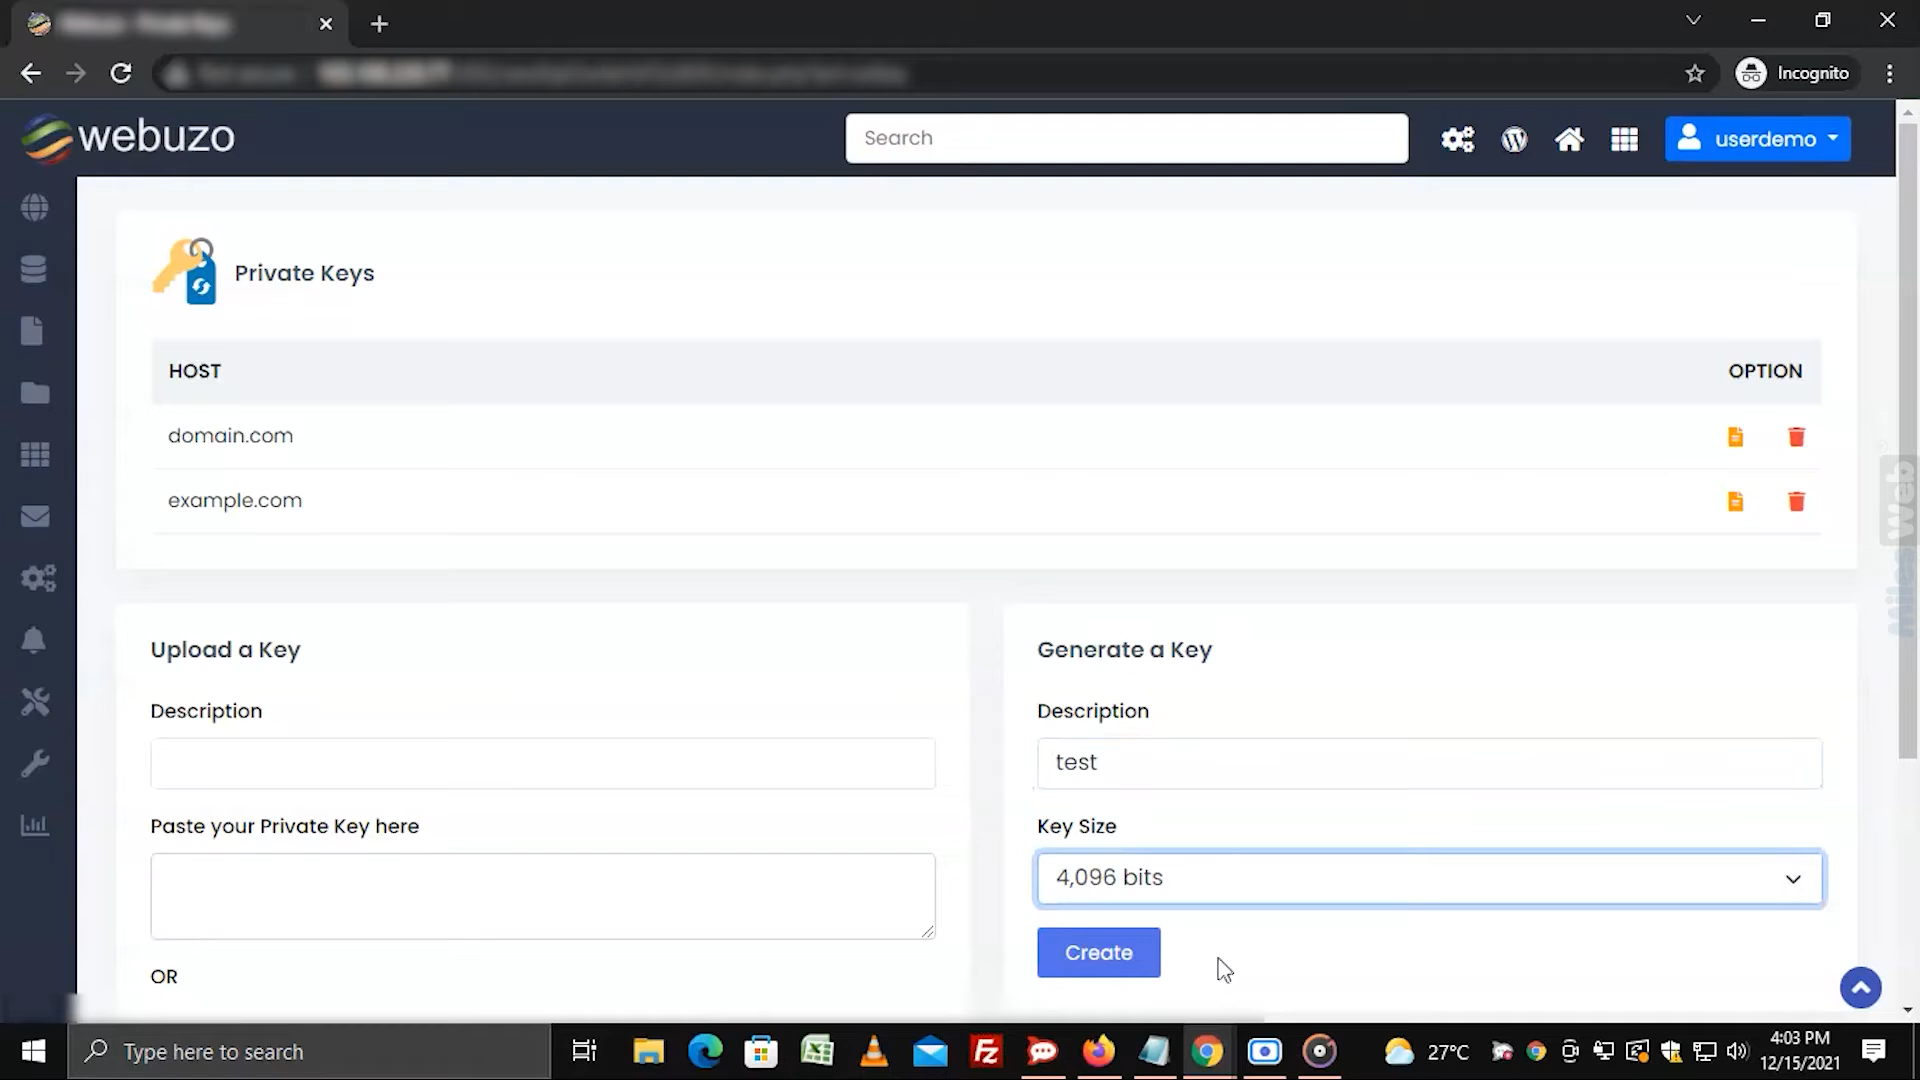 Incognito
webuzo
Search
userdemo
Private Keys
HOST
OPTION
domain.com
example.com
Upload a Key
Generate a Key
Description
Description
test
Paste your Private Key here
Key Size
4,096 bits
Create
OR
MilesWeb
Type here to search
27°C
4:03 PM
12/15/2021